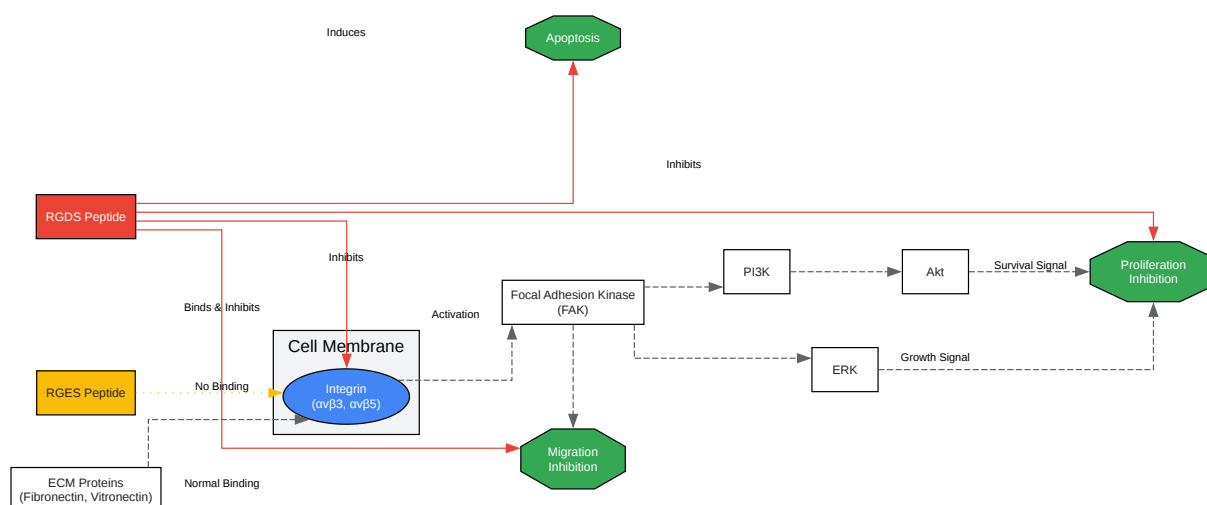 Induces
Apoptosis
Inhibits
RGDS Peptide
Inhibits
Proliferation
Inhibition
PI3K
Akt
Survival Signal
Focal Adhesion Kinase
(FAK)
Binds & Inhibits
Activation
Cell Membrane
Growth Signal
ERK
RGES Peptide
No Binding
Integrin
(αvβ3, αvβ5)
Migration
Inhibition
ECM Proteins
(Fibronectin, Vitronectin)
Normal Binding